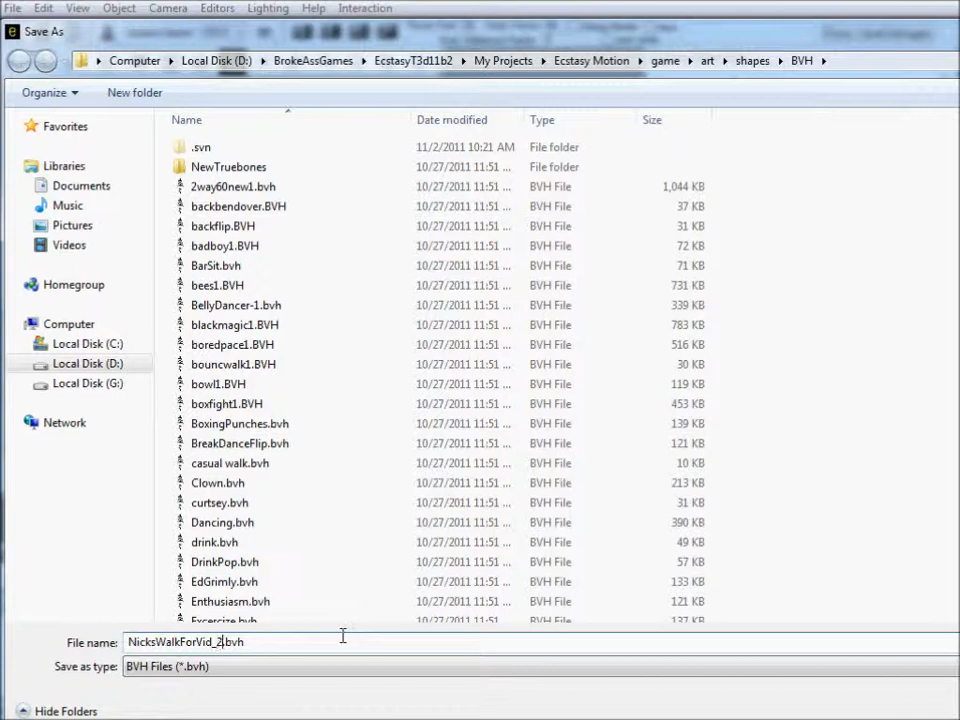 File Edit View Object Camera Editors Lighting Help Interaction
Save As
Computer Local Disk (D:) BrokeAssGames EcstasyT3d11b2 My Projects Ecstasy Motion game art shapes BVH
Organize New folder
Name Date modified Type Size
Favorites
Libraries
Documents
Music
Pictures
Videos
Homegroup
Computer
Local Disk (C:)
Local Disk (D:)
Local Disk (G:)
Network
.svn 11/2/2011 10:21 AM File folder
NewTruebones 10/27/2011 11:51 ... File folder
2way60new1.bvh 10/27/2011 11:51 ... BVH File 1,044 KB
backbendover.BVH 10/27/2011 11:51 ... BVH File 37 KB
backflip.BVH 10/27/2011 11:51 ... BVH File 31 KB
badboy1.BVH 10/27/2011 11:51 ... BVH File 72 KB
BarSit.bvh 10/27/2011 11:51 ... BVH File 71 KB
bees1.BVH 10/27/2011 11:51 ... BVH File 731 KB
BellyDancer-1.bvh 10/27/2011 11:51 ... BVH File 339 KB
blackmagic1.BVH 10/27/2011 11:51 ... BVH File 783 KB
boredpace1.BVH 10/27/2011 11:51 ... BVH File 516 KB
bouncwalk1.BVH 10/27/2011 11:51 ... BVH File 30 KB
bowl1.BVH 10/27/2011 11:51 ... BVH File 119 KB
boxfight1.BVH 10/27/2011 11:51 ... BVH File 453 KB
BoxingPunches.bvh 10/27/2011 11:51 ... BVH File 139 KB
BreakDanceFlip.bvh 10/27/2011 11:51 ... BVH File 121 KB
casual walk.bvh 10/27/2011 11:51 ... BVH File 10 KB
Clown.bvh 10/27/2011 11:51 ... BVH File 213 KB
curtsey.bvh 10/27/2011 11:51 ... BVH File 31 KB
Dancing.bvh 10/27/2011 11:51 ... BVH File 390 KB
drink.bvh 10/27/2011 11:51 ... BVH File 49 KB
DrinkPop.bvh 10/27/2011 11:51 ... BVH File 57 KB
EdGrimly.bvh 10/27/2011 11:51 ... BVH File 133 KB
Enthusiasm.bvh 10/27/2011 11:51 ... BVH File 121 KB
Excercize.bvh 10/27/2011 11:51 ... BVH File 137 KB
File name: NicksWalkForVid_2.bvh
Save as type: BVH Files (*.bvh)
Hide Folders